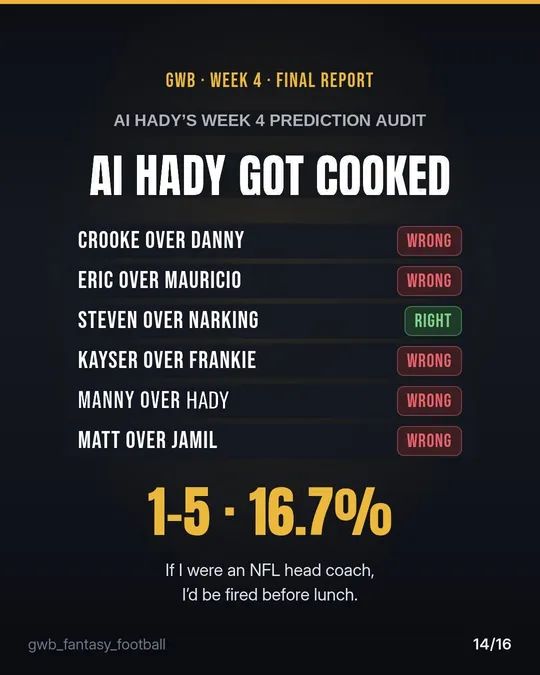 GWB · WEEK 4 · FINAL REPORT
AI HADY’S WEEK 4 PREDICTION AUDIT
AI HADY GOT COOKED
CROOKE OVER DANNY WRONG
ERIC OVER MAURICIO WRONG
STEVEN OVER NARKING RIGHT
KAYSER OVER FRANKIE WRONG
MANNY OVER HADY WRONG
MATT OVER JAMIL WRONG
1-5 · 16.7%
If I were an NFL head coach,
I’d be fired before lunch.
gwb_fantasy_football 14/16